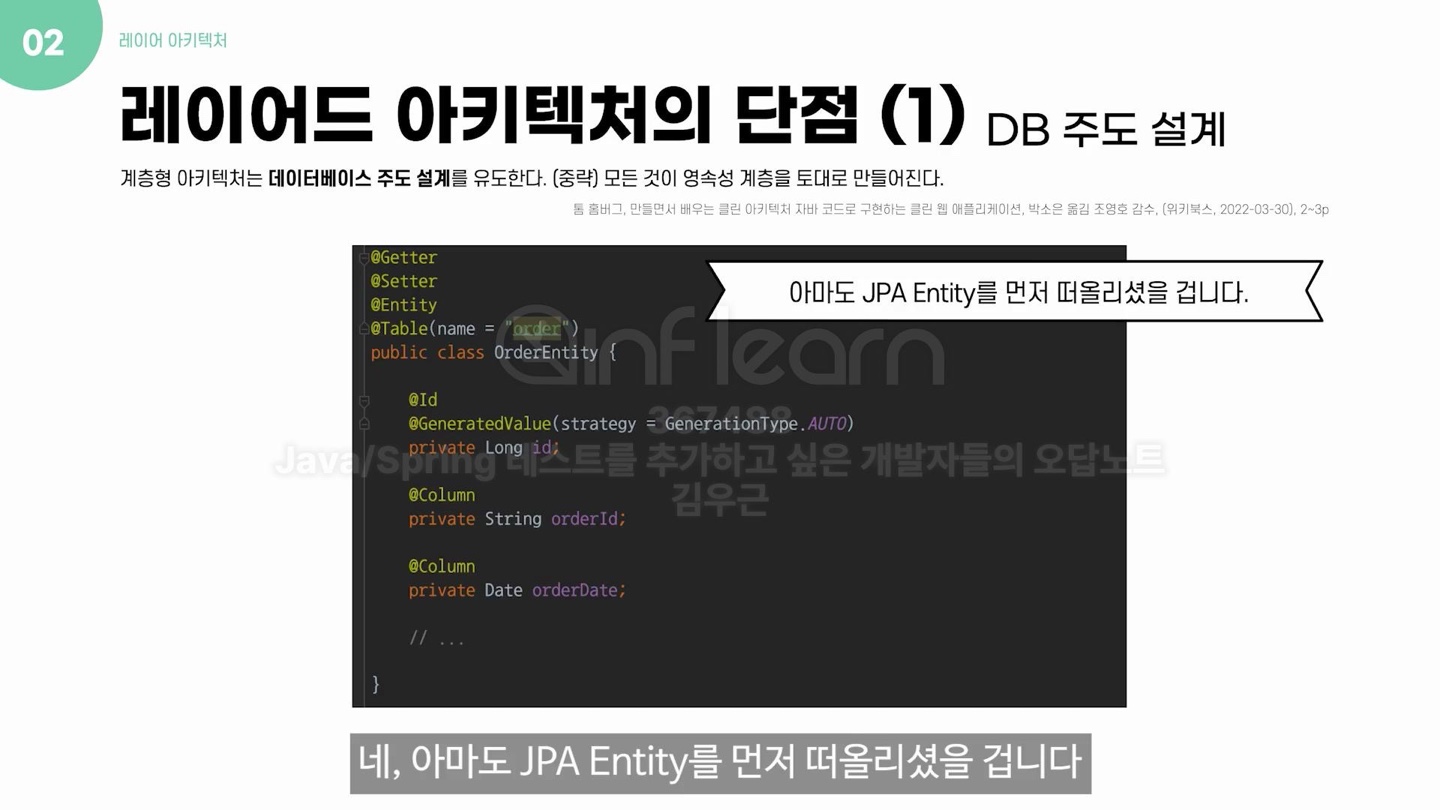 02
레이어 아키텍처
레이어드 아키텍처의 단점 (1) DB 주도 설계
계층형 아키텍처는 데이터베이스 주도 설계를 유도한다. (중략) 모든 것이 영속성 계층을 토대로 만들어진다.
톰 홈버그, 만들면서 배우는 클린 아키텍처 자바 코드로 구현하는 클린 웹 애플리케이션, 박소은 옮김 조영호 감수, (위키북스, 2022-03-30), 2~3p
아마도 JPA Entity를 먼저 떠올리셨을 겁니다.
@Getter
@Setter
@Entity
@Table(name = "order")
public class OrderEntity {
@Id
@GeneratedValue(strategy = GenerationType.AUTO)
private Long id;
@Column
private String orderId;
@Column
private Date orderDate;
// ...
}
inflearn
367488
Java/Spring 테스트를 추가하고 싶은 개발자들의 오답노트
김우근
네, 아마도 JPA Entity를 먼저 떠올리셨을 겁니다